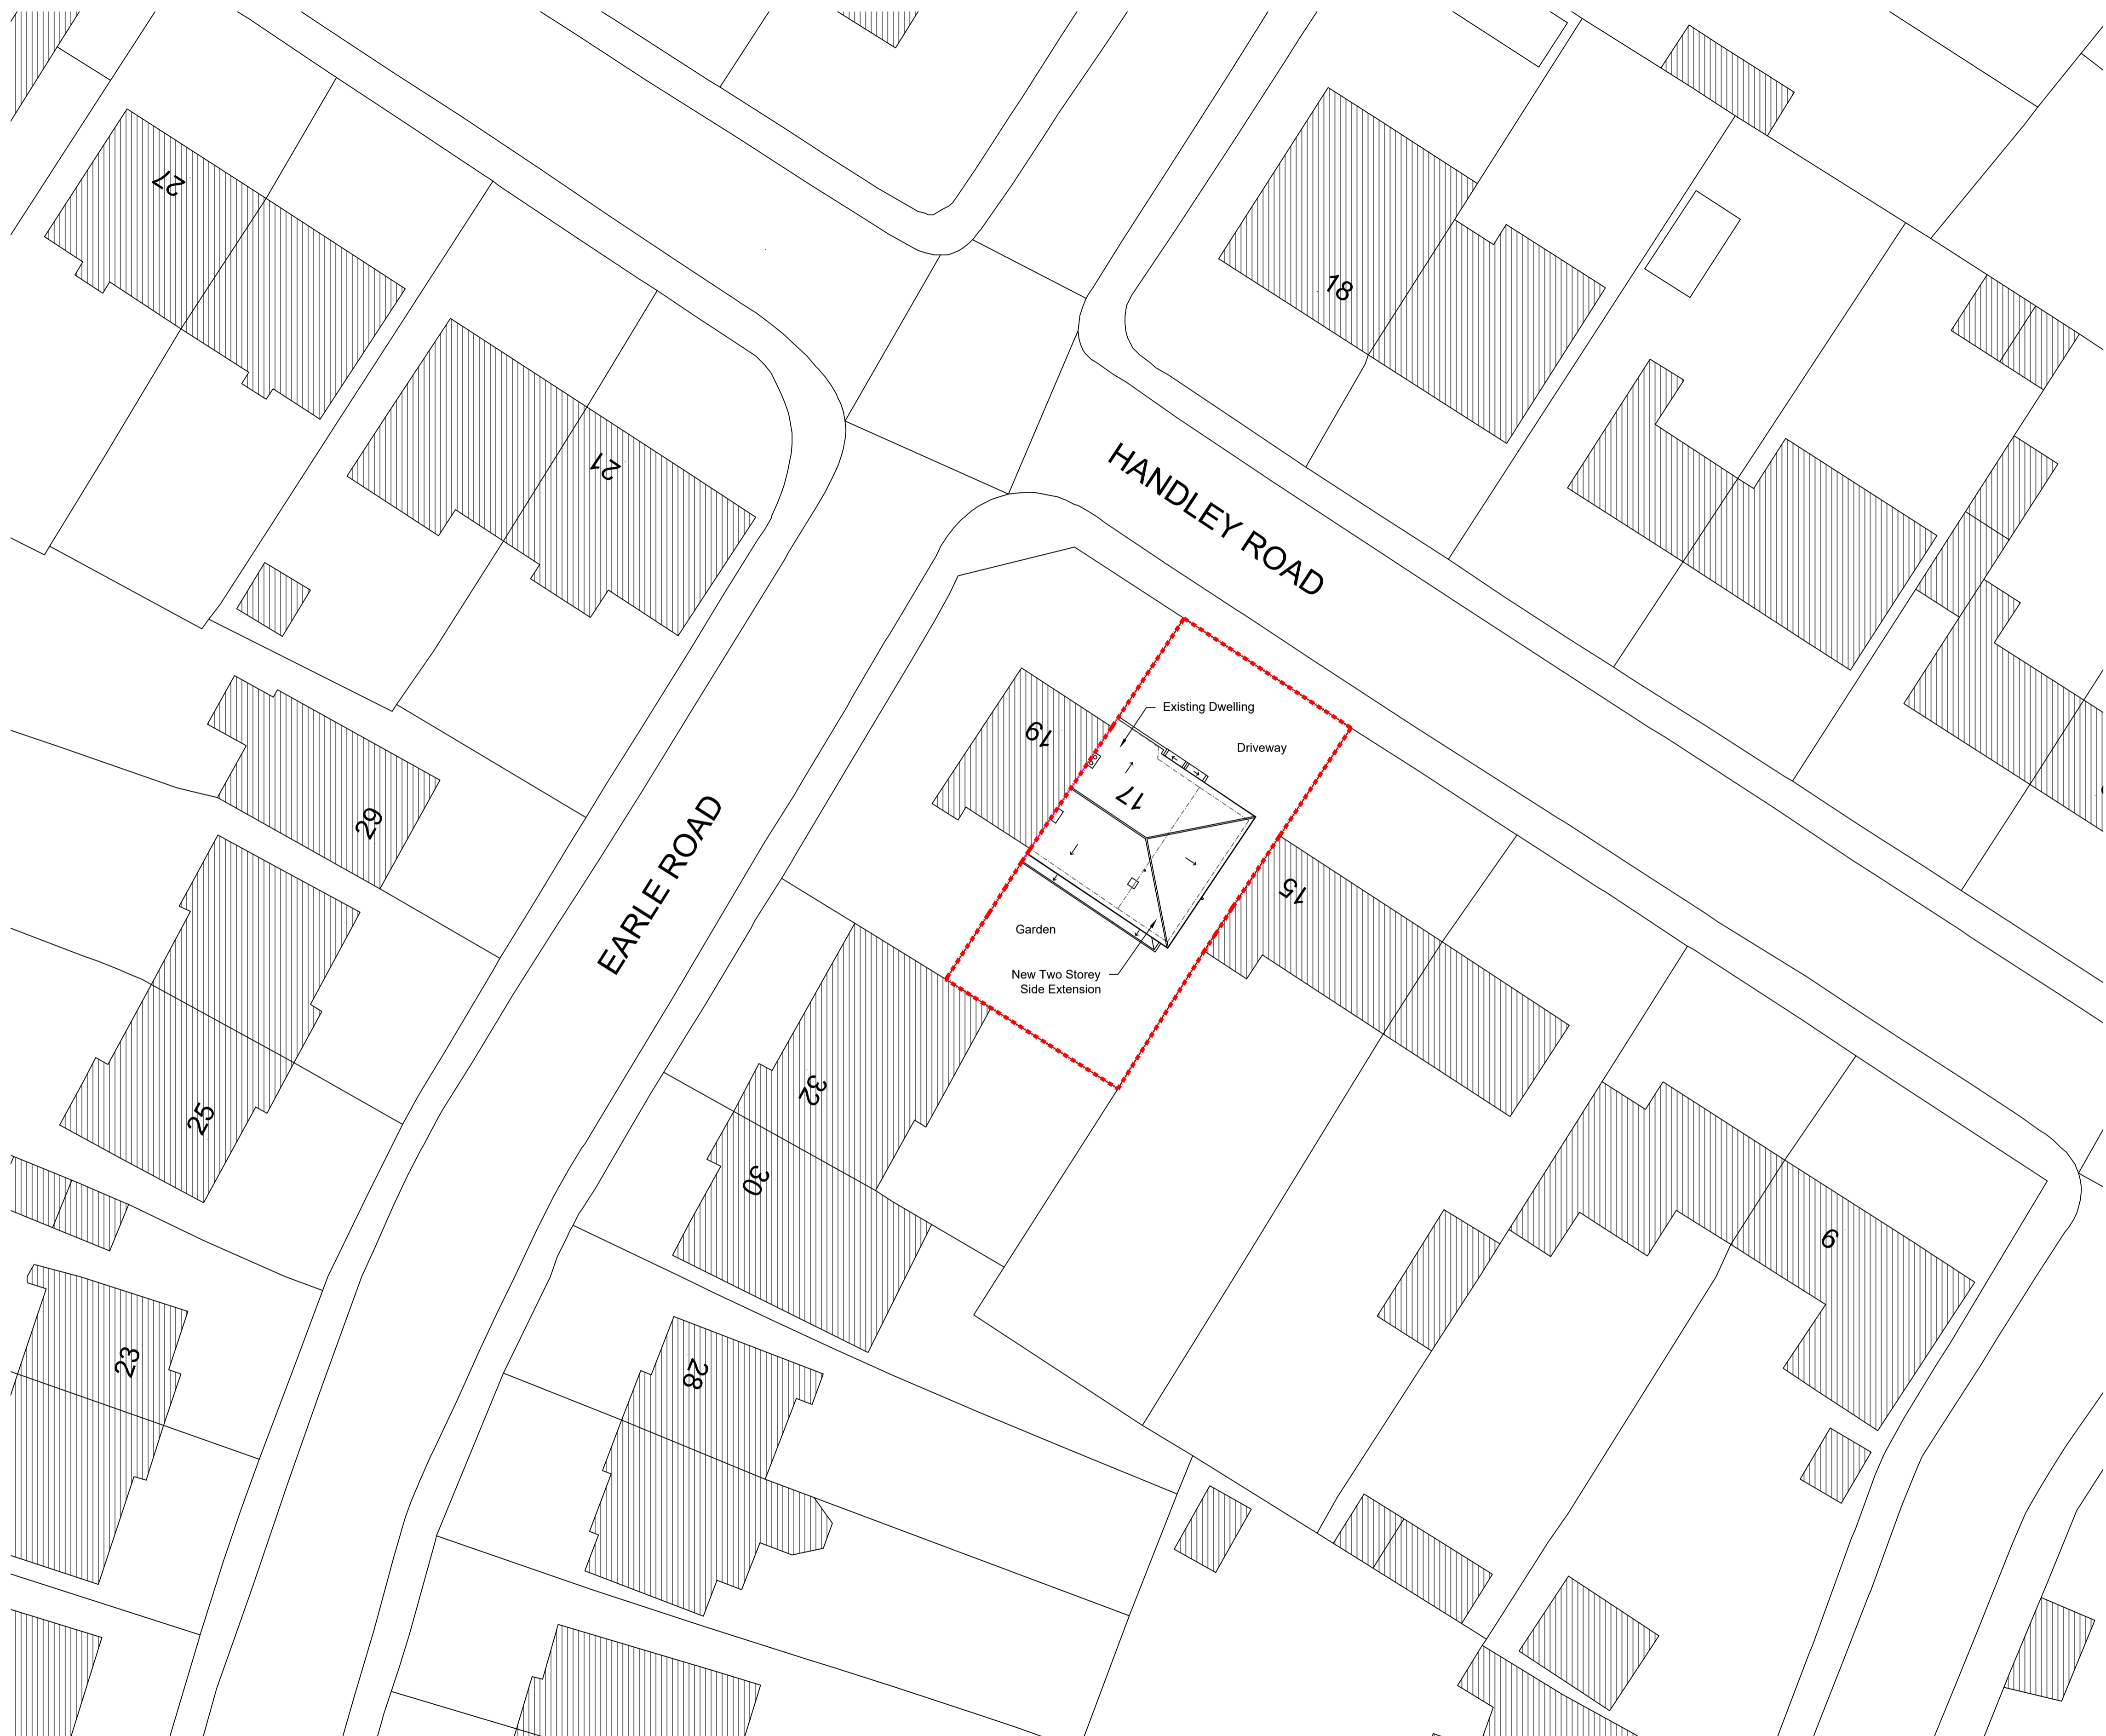 27
18
21
HANDLEY ROAD
Existing Dwelling
19
Driveway
17
29
EARLE ROAD
15
Garden
New Two Storey
Side Extension
32
25
30
9
23
28